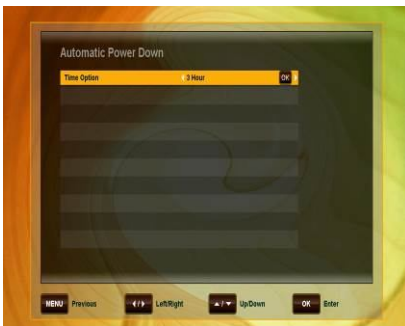 Automatic Power Down
Time Option 3 Hour OK
MENU Previous Left/Right Up/Down OK Enter